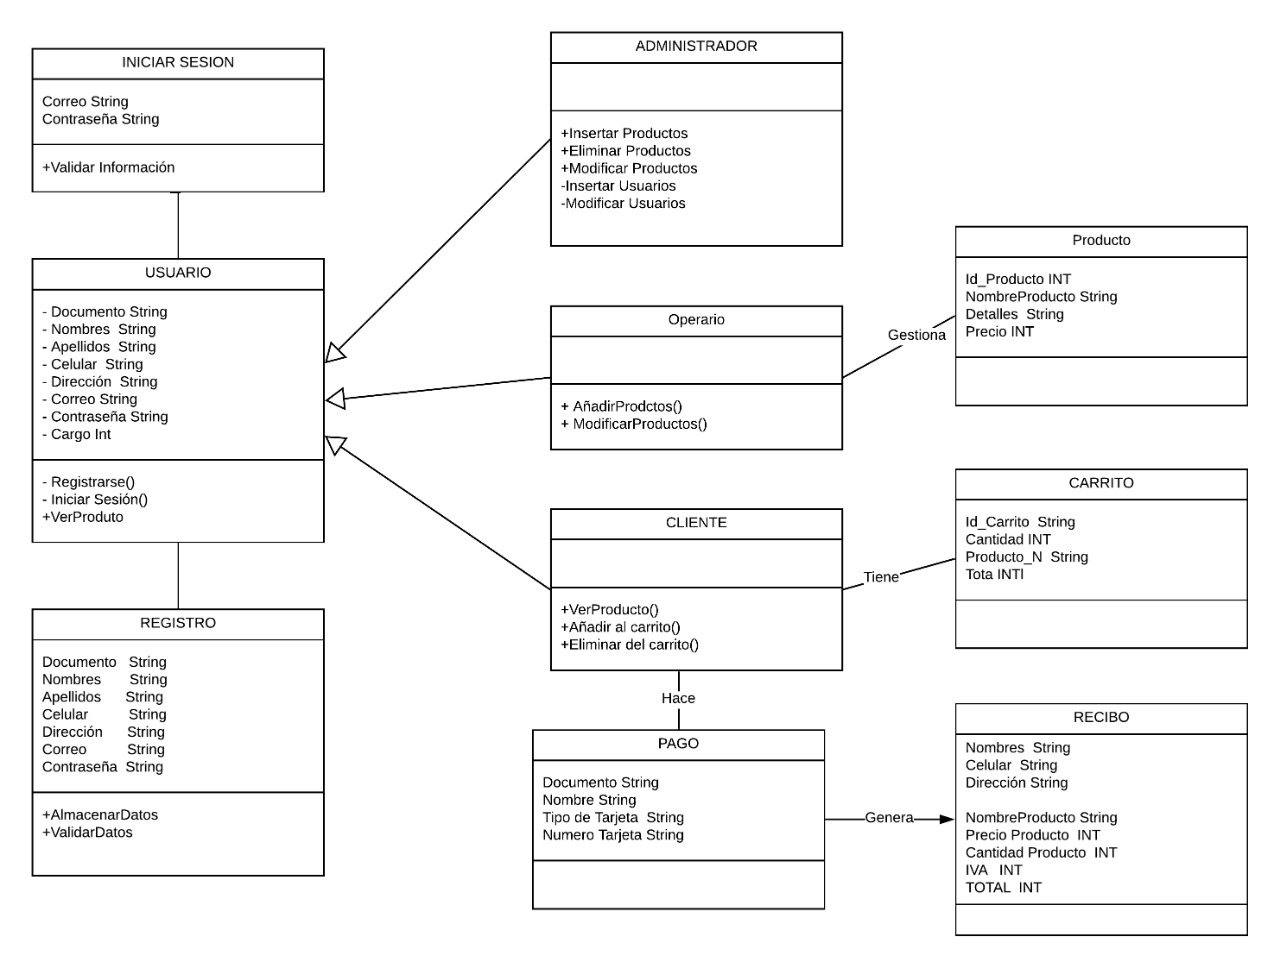 INICIAR SESION
Correo String
Contraseña String
+Validar Información
USUARIO
- Documento String
- Nombres  String
- Apellidos  String
- Celular  String
- Dirección  String
- Correo String
- Contraseña String
- Cargo Int
- Registrarse()
- Iniciar Sesión()
+VerProduto
REGISTRO
Documento   String
Nombres   String
Apellidos   String
Celular   String
Dirección   String
Correo   String
Contraseña  String
+AlmacenarDatos
+ValidarDatos
ADMINISTRADOR
+Insertar Productos
+Eliminar Productos
+Modificar Productos
-Insertar Usuarios
-Modificar Usuarios
Operario
+ AñadirProdctos()
+ ModificarProductos()
Gestiona
CLIENTE
+VerProducto()
+Añadir al carrito()
+Eliminar del carrito()
Tiene
Hace
PAGO
Documento String
Nombre String
Tipo de Tarjeta  String
Numero Tarjeta String
Genera
Producto
Id_Producto INT
NombreProducto String
Detalles  String
Precio INT
CARRITO
Id_Carrito  String
Cantidad INT
Producto_N  String
Tota INTl
RECIBO
Nombres  String
Celular  String
Dirección String
NombreProducto String
Precio Producto  INT
Cantidad Producto  INT
IVA   INT
TOTAL  INT